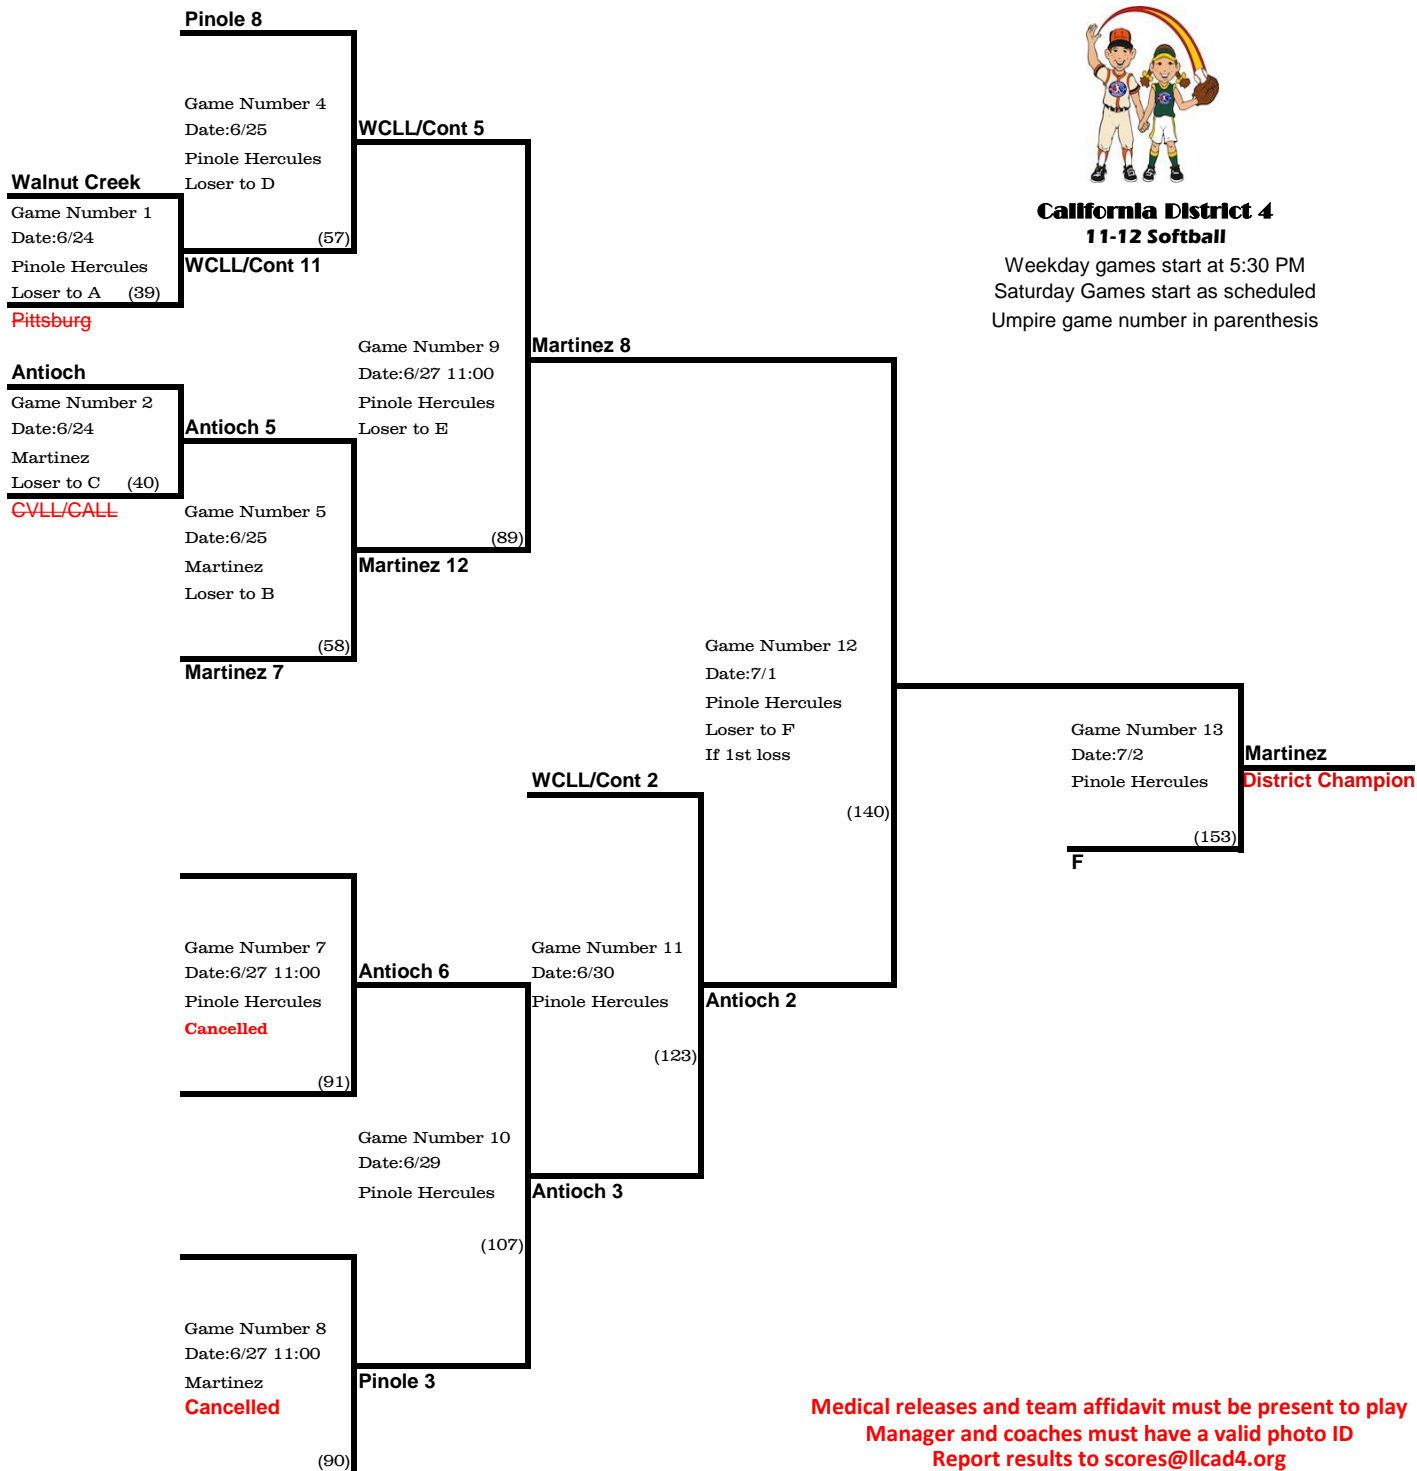 Pinole 8
Game Number 4
Date:6/25
Pinole Hercules
Loser to D
(57)
WCLL/Cont 5
Walnut Creek
Game Number 1
Date:6/24
Pinole Hercules
Loser to A (39)
Pittsburg
WCLL/Cont 11
California District 4
11-12 Softball
Weekday games start at 5:30 PM
Saturday Games start as scheduled
Umpire game number in parenthesis
Antioch
Game Number 2
Date:6/24
Martinez
Loser to C (40)
CVLL/CALL
Antioch 5
Game Number 9
Date:6/27 11:00
Pinole Hercules
Loser to E
(89)
Martinez 8
Game Number 5
Date:6/25
Martinez
Loser to B
(58)
Martinez 12
Martinez 7
Game Number 12
Date:7/1
Pinole Hercules
Loser to F
If 1st loss
(140)
Game Number 13
Date:7/2
Pinole Hercules
(153)
F
Martinez
District Champion
WCLL/Cont 2
Game Number 7
Date:6/27 11:00
Pinole Hercules
Cancelled
(91)
Antioch 6
Game Number 11
Date:6/30
Pinole Hercules
(123)
Antioch 2
Game Number 10
Date:6/29
Pinole Hercules
(107)
Antioch 3
Game Number 8
Date:6/27 11:00
Martinez
Cancelled
(90)
Pinole 3
Medical releases and team affidavit must be present to play
Manager and coaches must have a valid photo ID
Report results to scores@llcad4.org